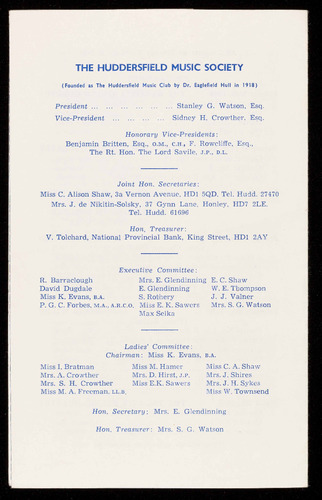 THE HUDDERSFIELD MUSIC SOCIETY
(Founded as The Huddersfield Music Club by Dr. Eaglefield Hull in 1918)
President ... ... ... ... ... ... Stanley G. Watson, Esq.
Vice-President ... ... ... ... Sidney H. Crowther, Esq.
Honorary Vice-Presidents:
Benjamin Britten, Esq., O.M., C.H., F. Rowcliffe, Esq.,
The Rt. Hon. The Lord Savile, J.P., D.L.
Joint Hon. Secretaries:
Miss C. Alison Shaw, 3a Vernon Avenue, HD1 5QD. Tel. Hudd. 27470
Mrs. J. de Nikitin-Solsky, 37 Gynn Lane, Honley, HD7 2LE.
Tel. Hudd. 61696
Hon. Treasurer:
V. Tolchard, National Provincial Bank, King Street, HD1 2AY
Executive Committee:
R. Barraclough Mrs. E. Glendinning E. C. Shaw
David Dugdale E. Glendinning W. E. Thompson
Miss K. Evans, B.A. S. Rothery J. J. Valner
P. G. C. Forbes, M.A., A.R.C.O. Miss E. K. Sawers Mrs. S. G. Watson
Max Selka
Ladies' Committee:
Chairman: Miss K. Evans, B.A.
Miss I. Bratman Miss M. Hamer Miss C. A. Shaw
Mrs. A. Crowther Mrs. D. Hirst, J.P. Mrs. J. Shires
Mrs. S. H. Crowther Miss E.K. Sawers Mrs. J. H. Sykes
Miss M. A. Freeman, LL.B. Miss W. Townsend
Hon. Secretary: Mrs. E. Glendinning
Hon. Treasurer: Mrs. S. G. Watson